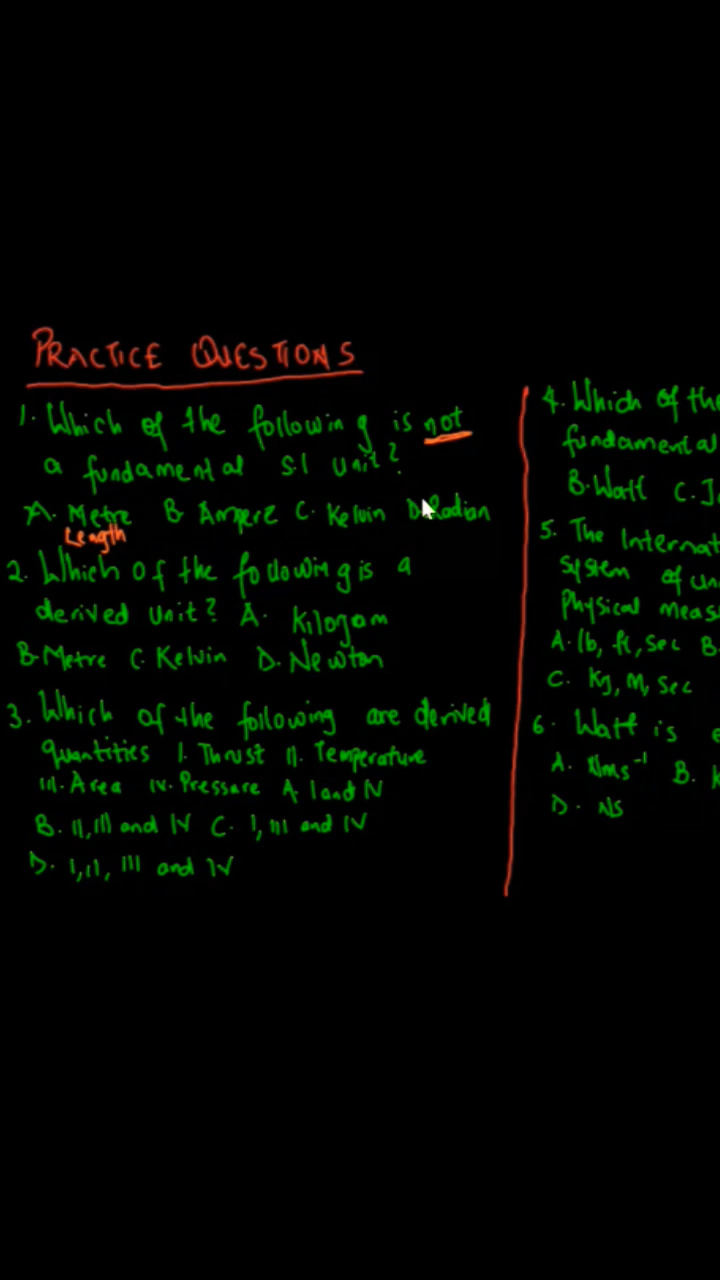 PRACTICE QUESTIONS
1. Which of the following is not
a fundamental S.I Unit?
A. Metre B Ampere C. Kelvin D. Radian
Length
2. Which of the following is a
derived Unit? A. Kilogam
B. Metre C. Kelvin D. Newton
3. Which of the following are derived
quantities I. Thrust II. Temperature
III. Area IV. Pressure A I and IV
B. II, III and IV C. I, III and IV
D. I, II, III and IV
4. Which of the
fundamental
B. Watt C. J
5. The Internat
System of un
Physical meas
A. lb, ft, Sec B.
C. Kg, M, Sec
6. Watt is
A. Nms⁻¹ B. K
D. NS